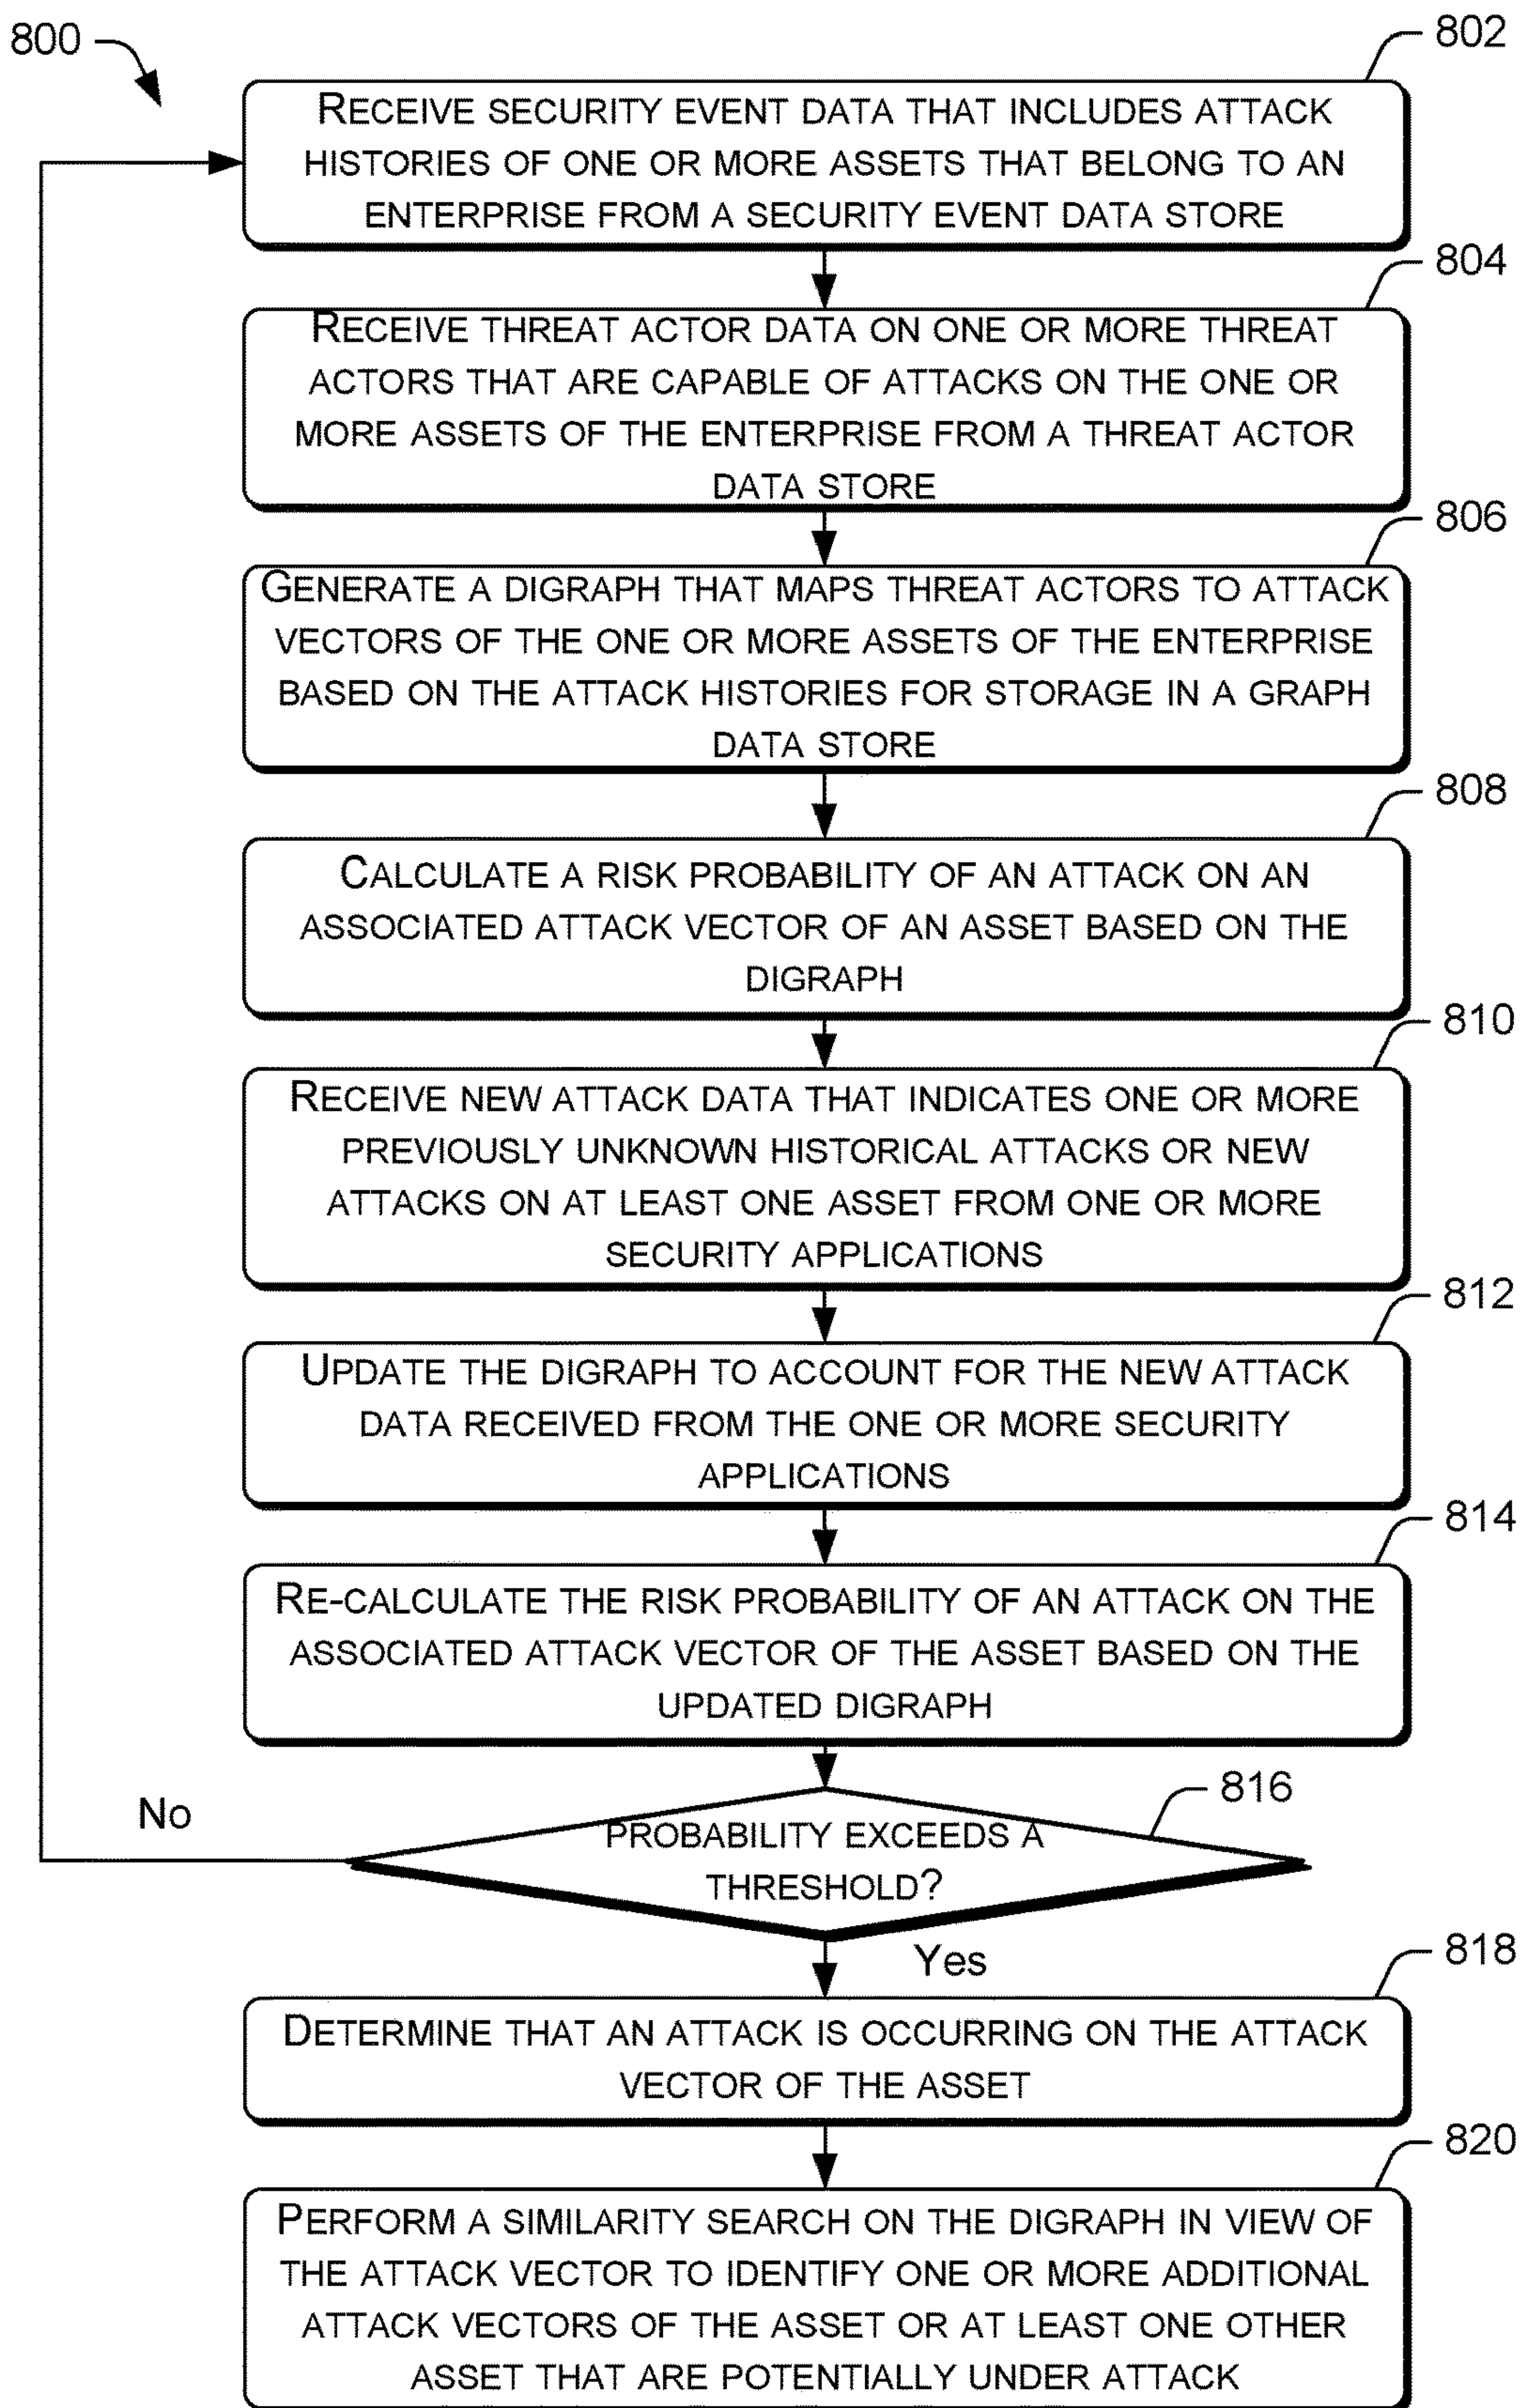 800
802
RECEIVE SECURITY EVENT DATA THAT INCLUDES ATTACK
HISTORIES OF ONE OR MORE ASSETS THAT BELONG TO AN
ENTERPRISE FROM A SECURITY EVENT DATA STORE
804
RECEIVE THREAT ACTOR DATA ON ONE OR MORE THREAT
ACTORS THAT ARE CAPABLE OF ATTACKS ON THE ONE OR
MORE ASSETS OF THE ENTERPRISE FROM A THREAT ACTOR
DATA STORE
806
GENERATE A DIGRAPH THAT MAPS THREAT ACTORS TO ATTACK
VECTORS OF THE ONE OR MORE ASSETS OF THE ENTERPRISE
BASED ON THE ATTACK HISTORIES FOR STORAGE IN A GRAPH
DATA STORE
808
CALCULATE A RISK PROBABILITY OF AN ATTACK ON AN
ASSOCIATED ATTACK VECTOR OF AN ASSET BASED ON THE
DIGRAPH
810
RECEIVE NEW ATTACK DATA THAT INDICATES ONE OR MORE
PREVIOUSLY UNKNOWN HISTORICAL ATTACKS OR NEW
ATTACKS ON AT LEAST ONE ASSET FROM ONE OR MORE
SECURITY APPLICATIONS
812
UPDATE THE DIGRAPH TO ACCOUNT FOR THE NEW ATTACK
DATA RECEIVED FROM THE ONE OR MORE SECURITY
APPLICATIONS
814
RE-CALCULATE THE RISK PROBABILITY OF AN ATTACK ON THE
ASSOCIATED ATTACK VECTOR OF THE ASSET BASED ON THE
UPDATED DIGRAPH
816
No
PROBABILITY EXCEEDS A
THRESHOLD?
Yes
818
DETERMINE THAT AN ATTACK IS OCCURRING ON THE ATTACK
VECTOR OF THE ASSET
820
PERFORM A SIMILARITY SEARCH ON THE DIGRAPH IN VIEW OF
THE ATTACK VECTOR TO IDENTIFY ONE OR MORE ADDITIONAL
ATTACK VECTORS OF THE ASSET OR AT LEAST ONE OTHER
ASSET THAT ARE POTENTIALLY UNDER ATTACK